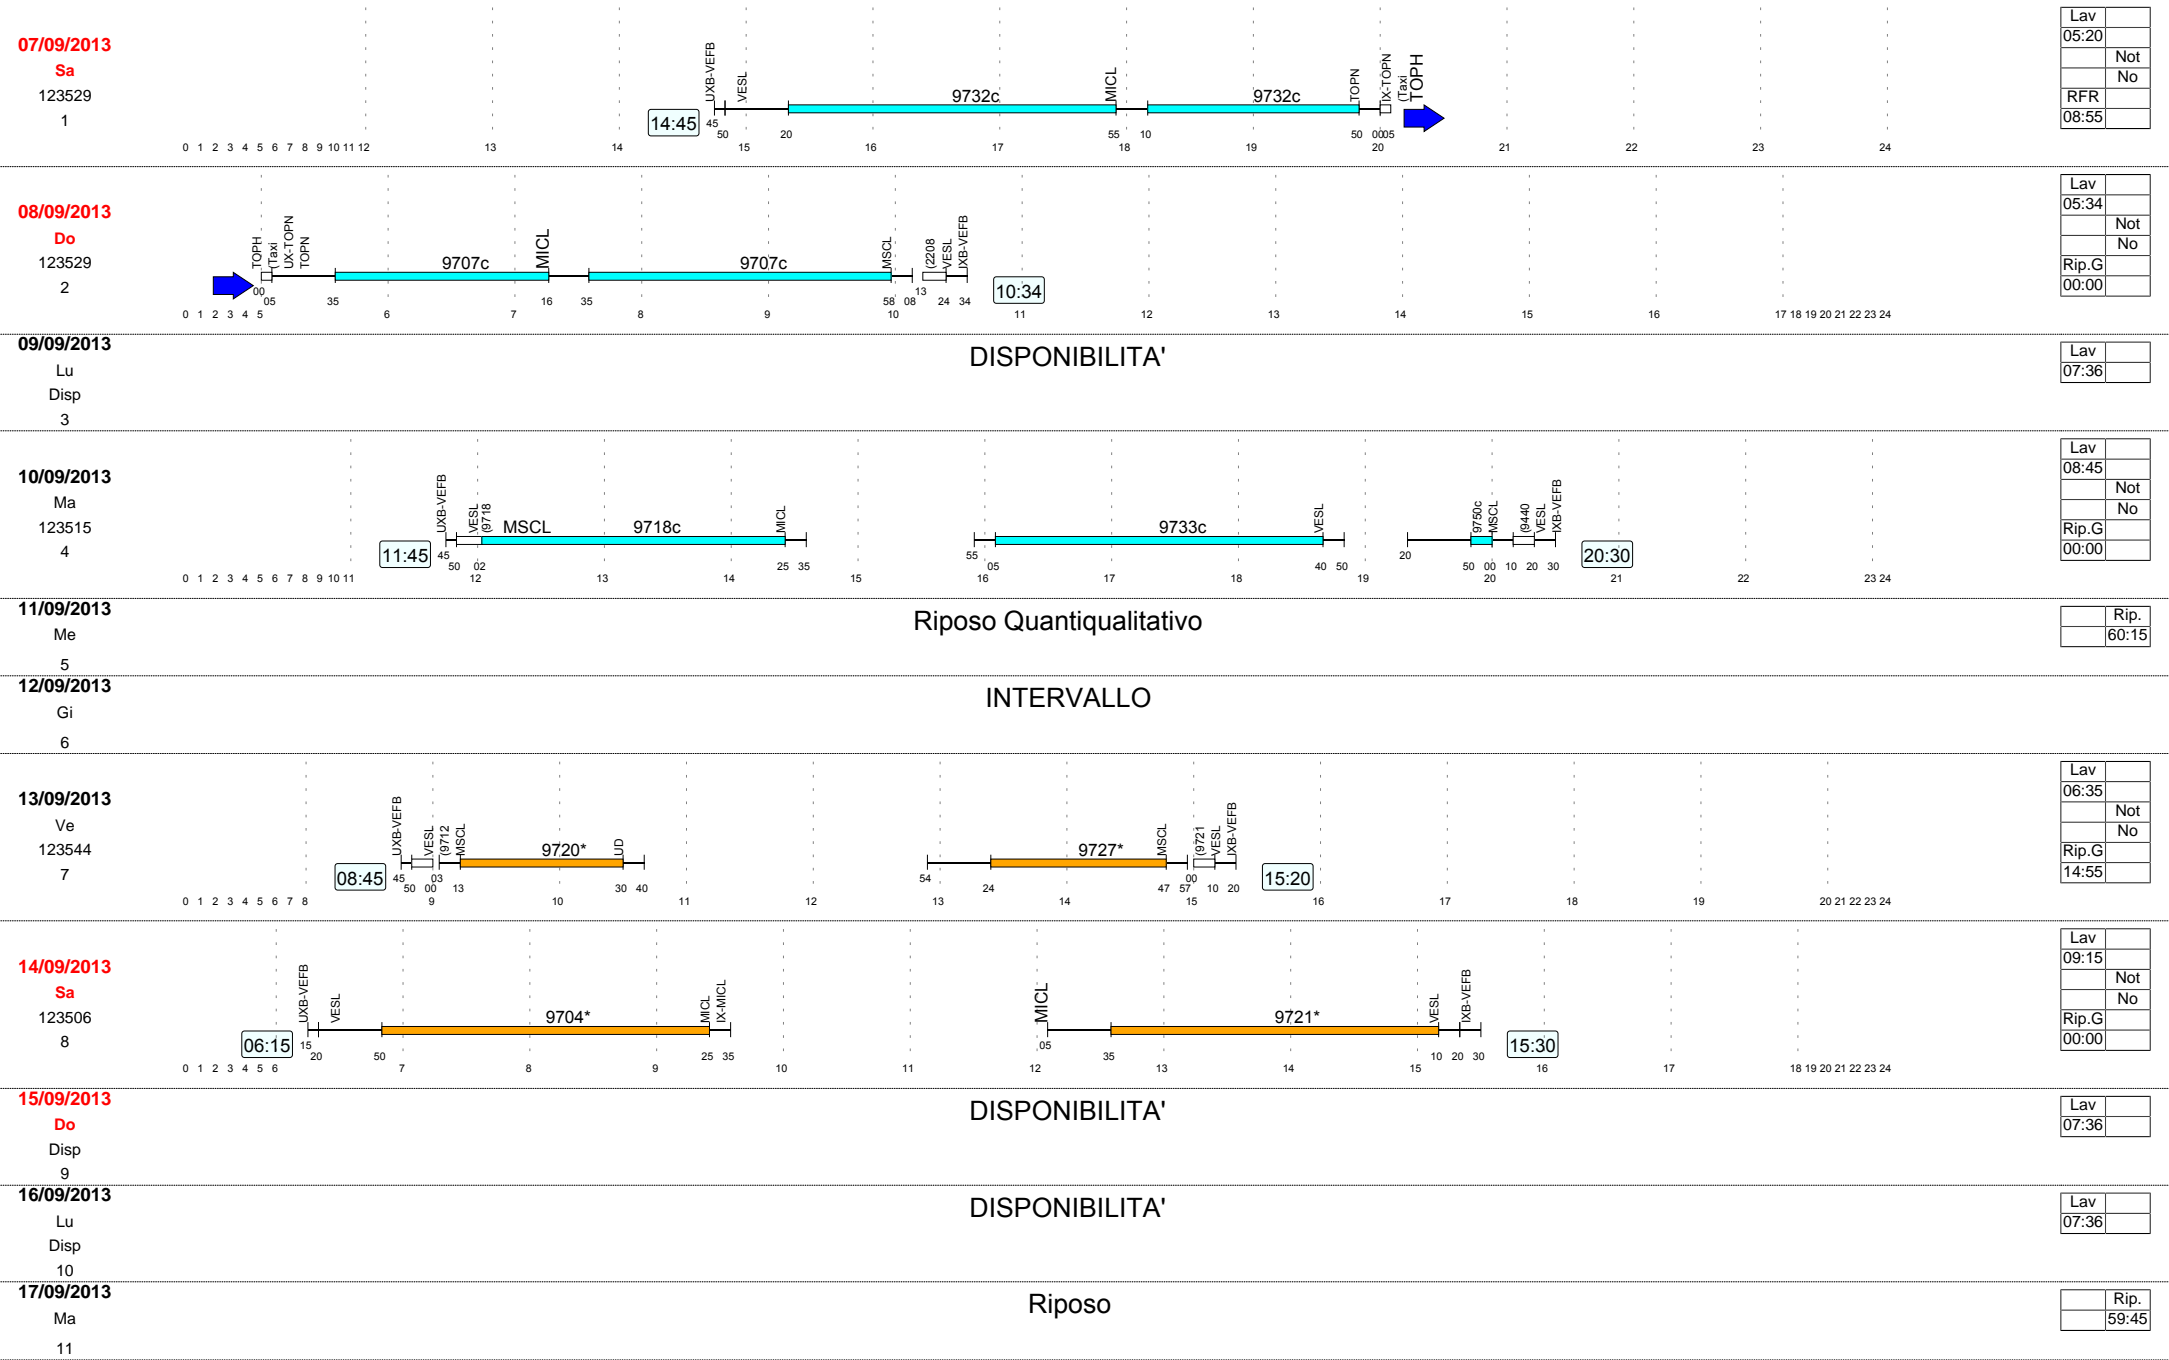 07/09/2013
Sa
123529
1
14:45
UXB-VEFB
VESL
9732c
MICL
9732c
TOPN
IX-TOPN
(Taxi
TOPH
45 50 20 55 10 50 00 05
0 1 2 3 4 5 6 7 8 9 10 11 12 13 14 15 16 17 18 19 20 21 22 23 24
Lav
05:20
Not
No
RFR
08:55
08/09/2013
Do
123529
2
TOPH
(Taxi
UX-TOPN
TOPN
9707c
MICL
9707c
MSCL
(2208
VESL
IXB-VEFB
10:34
00 05 35 16 35 58 08 13 24 34
0 1 2 3 4 5 6 7 8 9 10 11 12 13 14 15 16 17 18 19 20 21 22 23 24
Lav
05:34
Not
No
Rip.G
00:00
09/09/2013
Lu
Disp
3
DISPONIBILITA'
Lav
07:36
10/09/2013
Ma
123515
4
11:45
UXB-VEFB
VESL
(9718
MSCL
9718c
MICL
9733c
VESL
9750c
MSCL
(9440
VESL
IXB-VEFB
20:30
45 50 02 25 35 55 05 40 50 20 50 00 10 20 30
0 1 2 3 4 5 6 7 8 9 10 11 12 13 14 15 16 17 18 19 20 21 22 23 24
Lav
08:45
Not
No
Rip.G
00:00
11/09/2013
Me
5
Riposo Quantiqualitativo
Rip.
60:15
12/09/2013
Gi
6
INTERVALLO
13/09/2013
Ve
123544
7
08:45
UXB-VEFB
VESL
(9712
MSCL
9720*
UD
9727*
MSCL
(9721
VESL
IXB-VEFB
15:20
45 50 00 03 13 30 40 54 24 47 57 00 10 20
0 1 2 3 4 5 6 7 8 9 10 11 12 13 14 15 16 17 18 19 20 21 22 23 24
Lav
06:35
Not
No
Rip.G
14:55
14/09/2013
Sa
123506
8
06:15
UXB-VEFB
VESL
9704*
MICL
IX-MICL
MICL
9721*
VESL
IXB-VEFB
15:30
15 20 50 25 35 05 35 10 20 30
0 1 2 3 4 5 6 7 8 9 10 11 12 13 14 15 16 17 18 19 20 21 22 23 24
Lav
09:15
Not
No
Rip.G
00:00
15/09/2013
Do
Disp
9
DISPONIBILITA'
Lav
07:36
16/09/2013
Lu
Disp
10
DISPONIBILITA'
Lav
07:36
17/09/2013
Ma
11
Riposo
Rip.
59:45